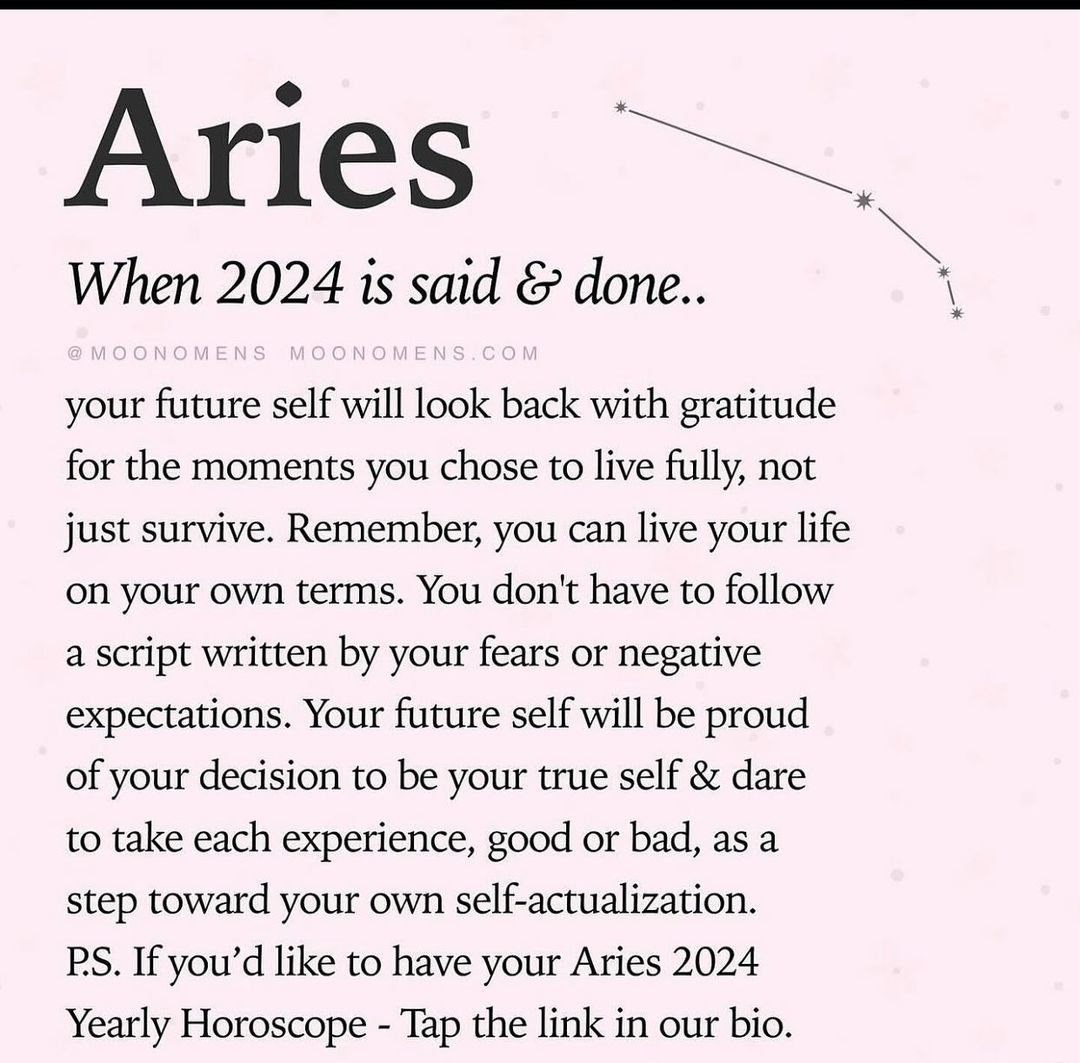 Aries
When 2024 is said & done..
@MOONOMENS MOONOMENS.COM
your future self will look back with gratitude
for the moments you chose to live fully, not
just survive. Remember, you can live your life
on your own terms. You don't have to follow
a script written by your fears or negative
expectations. Your future self will be proud
of your decision to be your true self & dare
to take each experience, good or bad, as a
step toward your own self-actualization.
P.S. If you’d like to have your Aries 2024
Yearly Horoscope - Tap the link in our bio.